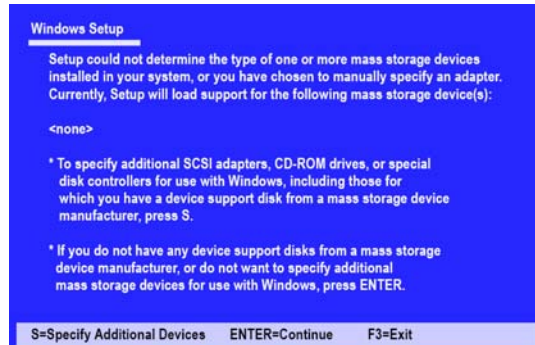 Windows Setup
Setup could not determine the type of one or more mass storage devices
installed in your system, or you have chosen to manually specify an adapter.
Currently, Setup will load support for the following mass storage device(s):
<none>
* To specify additional SCSI adapters, CD-ROM drives, or special
disk controllers for use with Windows, including those for
which you have a device support disk from a mass storage device
manufacturer, press S.
* If you do not have any device support disks from a mass storage
device manufacturer, or do not want to specify additional
mass storage devices for use with Windows, press ENTER.
S=Specify Additional Devices ENTER=Continue F3=Exit